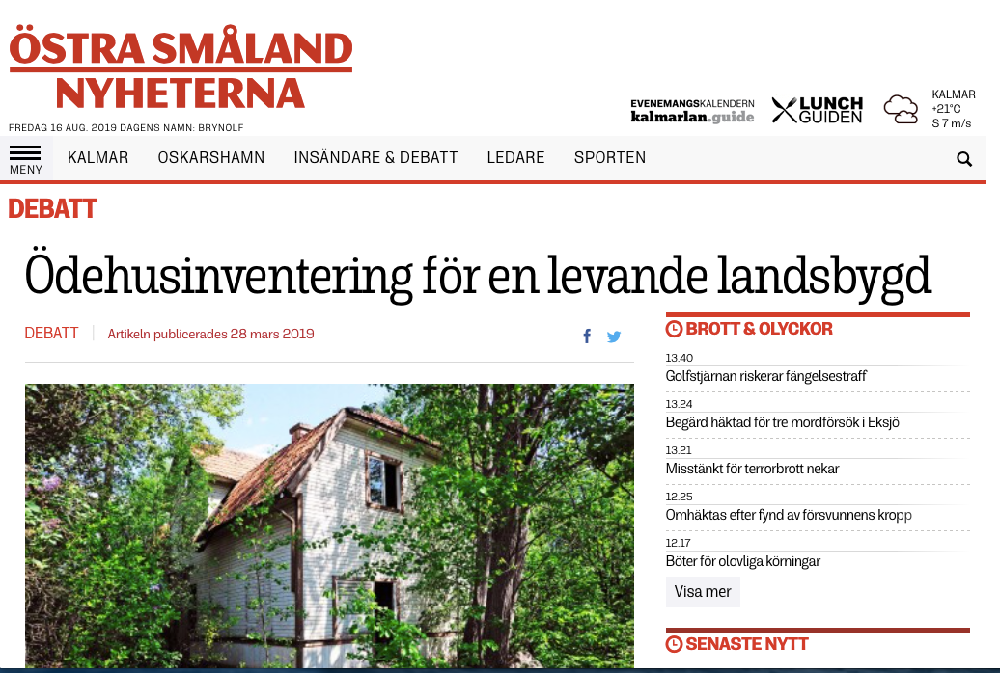 ÖSTRA SMÅLAND
NYHETERNA
FREDAG 16 AUG. 2019 DAGENS NAMN: BRYNOLF
EVENEMANGSKALENDERN
kalmarlan.guide
LUNCH
GUIDEN
KALMAR
+21°C
S 7 m/s
MENY
KALMAR OSKARSHAMN INSÄNDARE & DEBATT LEDARE SPORTEN
DEBATT
Ödehusinventering för en levande landsbygd
DEBATT Artikeln publicerades 28 mars 2019
BROTT & OLYCKOR
13.40
Golfstjärnan riskerar fängelsestraff
13.24
Begärd häktad för tre mordförsök i Eksjö
13.21
Misstänkt för terrorbrott nekar
12.25
Omhäktas efter fynd av försvunnens kropp
12.17
Böter för olovliga körningar
Visa mer
SENASTE NYTT